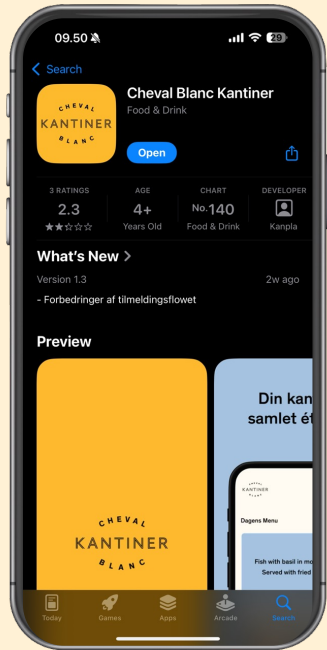 09.50
29
Search
CHEVAL
KANTINER
BLANC
Cheval Blanc Kantiner
Food & Drink
Open
3 RATINGS
2.3
AGE
4+
Years Old
CHART
No.140
Food & Drink
DEVELOPER
Kanpla
What's New
Version 1.3
2w ago
- Forbedringer af tilmeldingsflowet
Preview
CHEVAL
KANTINER
BLANC
Din kan
samlet ét
KANTINER
Dagens Menu
Fish with basil in mo
Served with fried
Today
Games
Apps
Arcade
Search